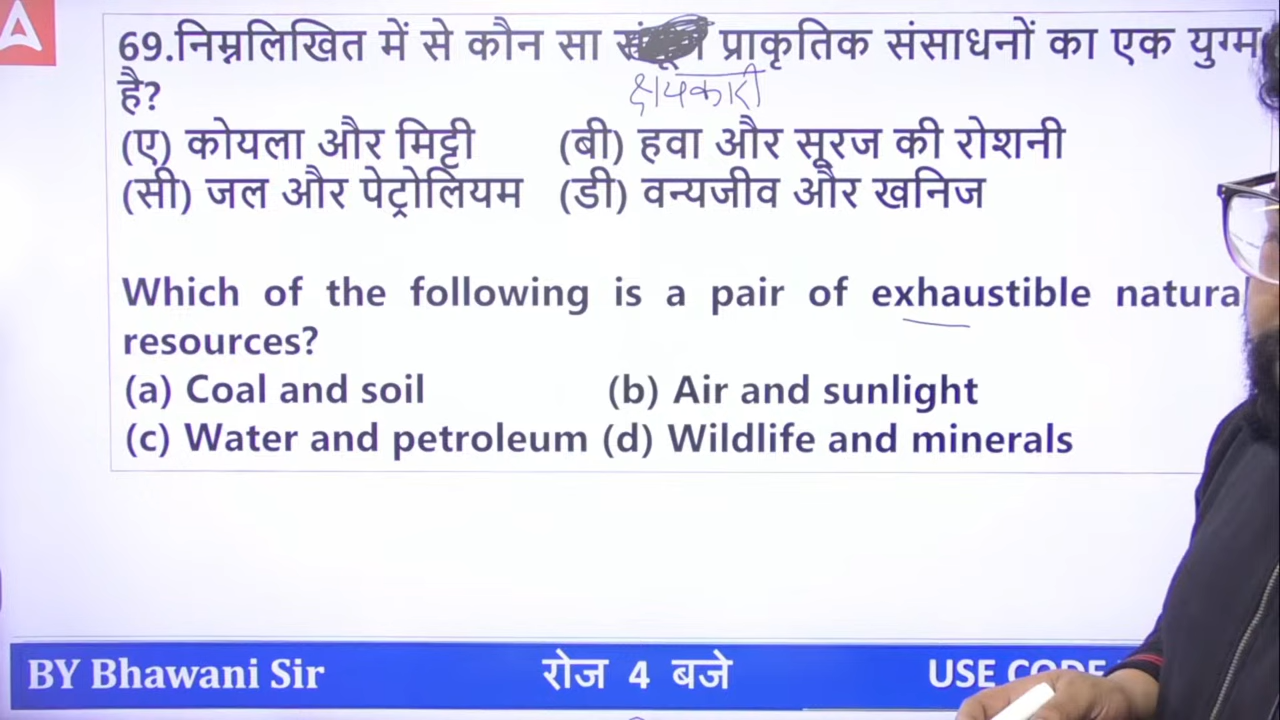 69.निम्नलिखित में से कौन सा प्राकृतिक संसाधनों का एक युग्म
क्षयकारी
है?
(ए) कोयला और मिट्टी (बी) हवा और सूरज की रोशनी
(सी) जल और पेट्रोलियम (डी) वन्यजीव और खनिज
Which of the following is a pair of exhaustible natura
resources?
(a) Coal and soil (b) Air and sunlight
(c) Water and petroleum (d) Wildlife and minerals
BY Bhawani Sir रोज 4 बजे USE CODE